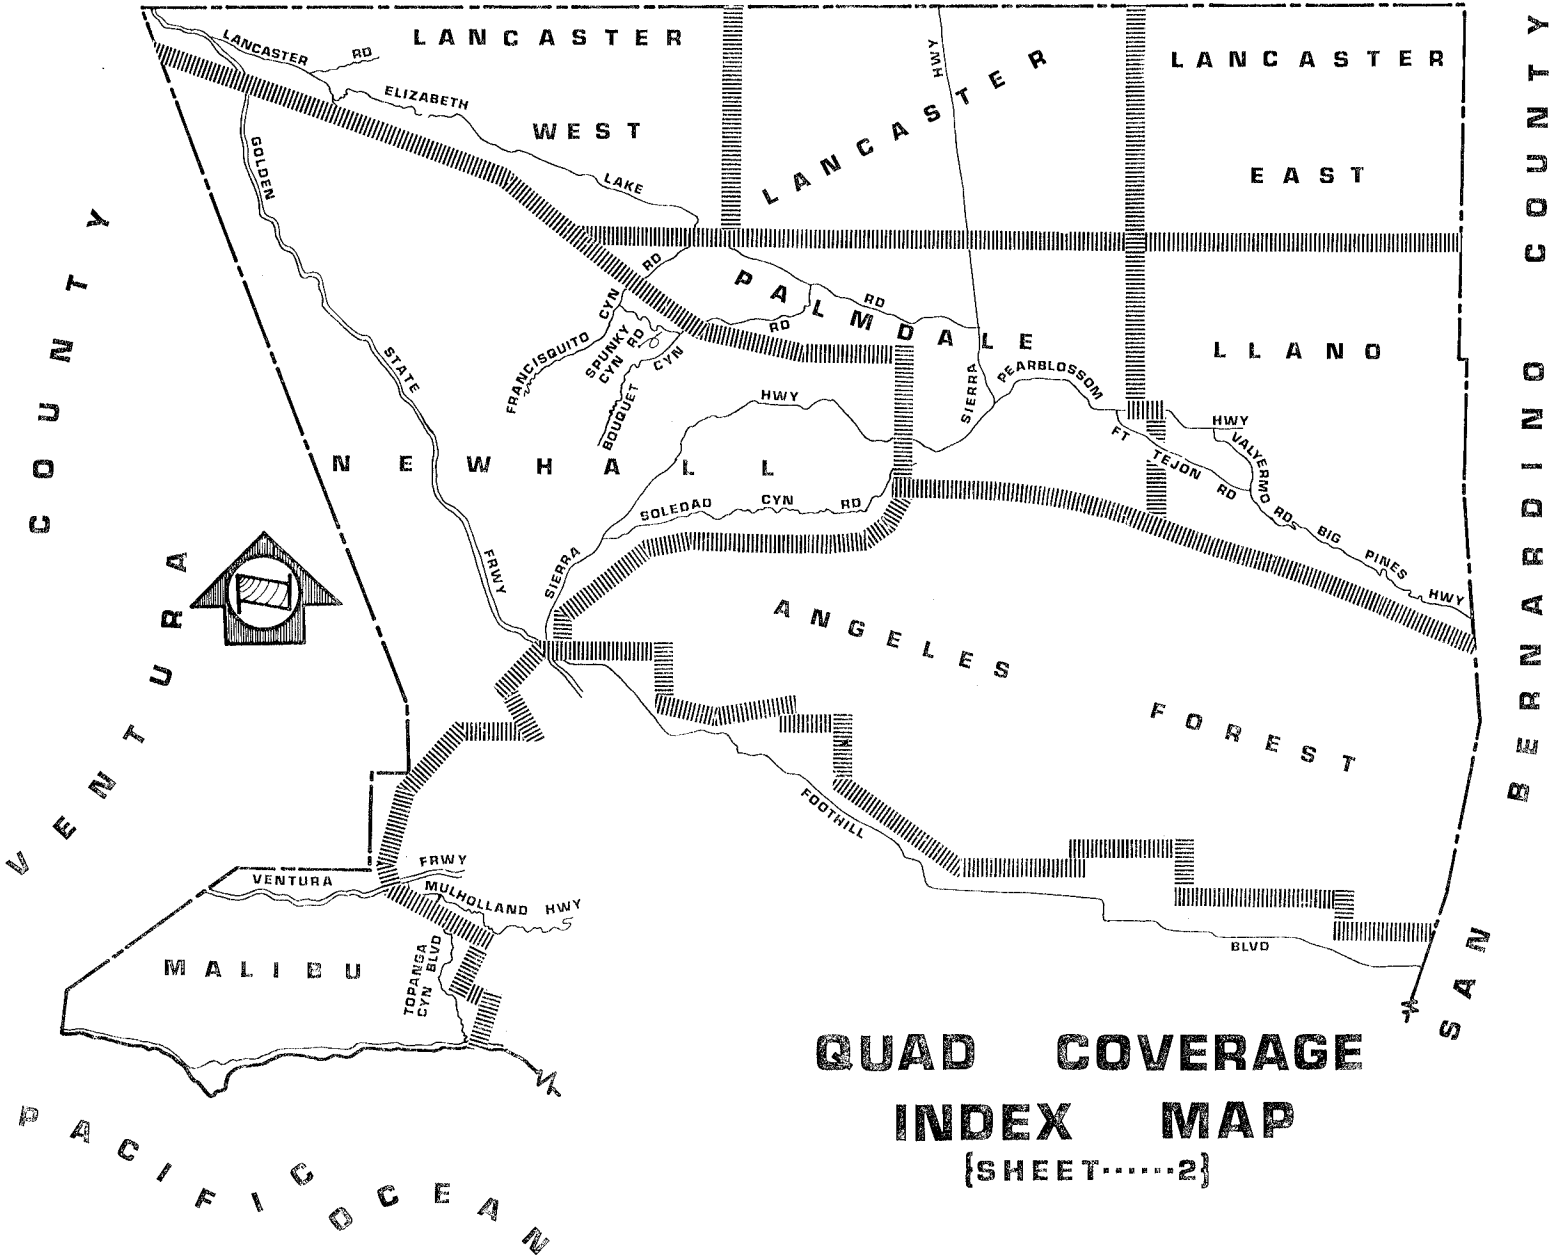 LANCASTER WEST
LANCASTER
LANCASTER EAST
LANCASTER RD
ELIZABETH LAKE RD
HWY
GOLDEN STATE FRWY
PALMDALE
LLANO
RD
FRANCISQUITO CYN
SPUNKY
CYN RD
BOUQUET CYN
SIERRA
PEARBLOSSOM
HWY
HWY
FT TEJON RD
VALYERMO RD
BIG PINES HWY
NEWHALL
SOLEDAD CYN RD
SIERRA
ANGELES FOREST
FOOTHILL BLVD
VENTURA FRWY
MULHOLLAND HWY
TOPANGA
CYN BLVD
MALIBU
VENTURA COUNTY
SAN BERNARDINO COUNTY
PACIFIC OCEAN
C
QUAD COVERAGE
INDEX MAP
{SHEET······2}